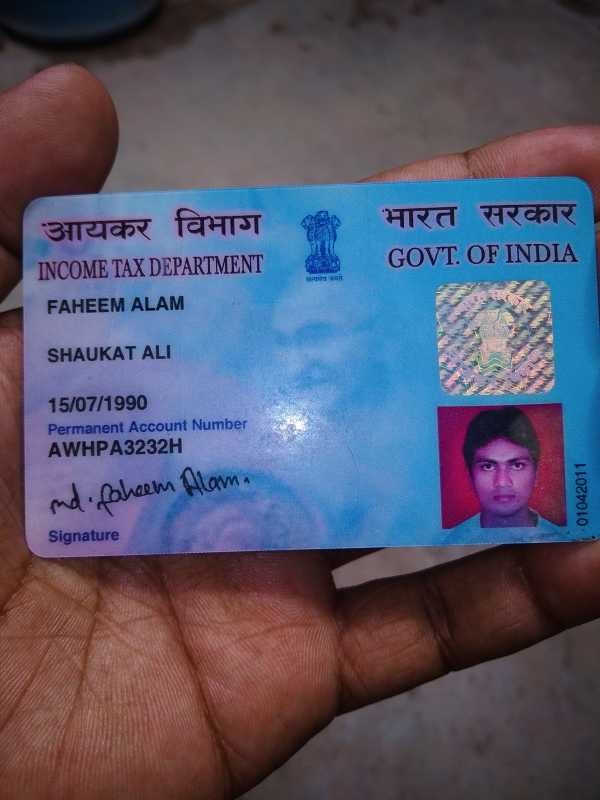 आयकर विभाग
INCOME TAX DEPARTMENT
भारत सरकार
GOVT. OF INDIA
सत्यमेव जयते
FAHEEM ALAM
SHAUKAT ALI
15/07/1990
Permanent Account Number
AWHPA3232H
md. Faheem Alam.
Signature
01042011